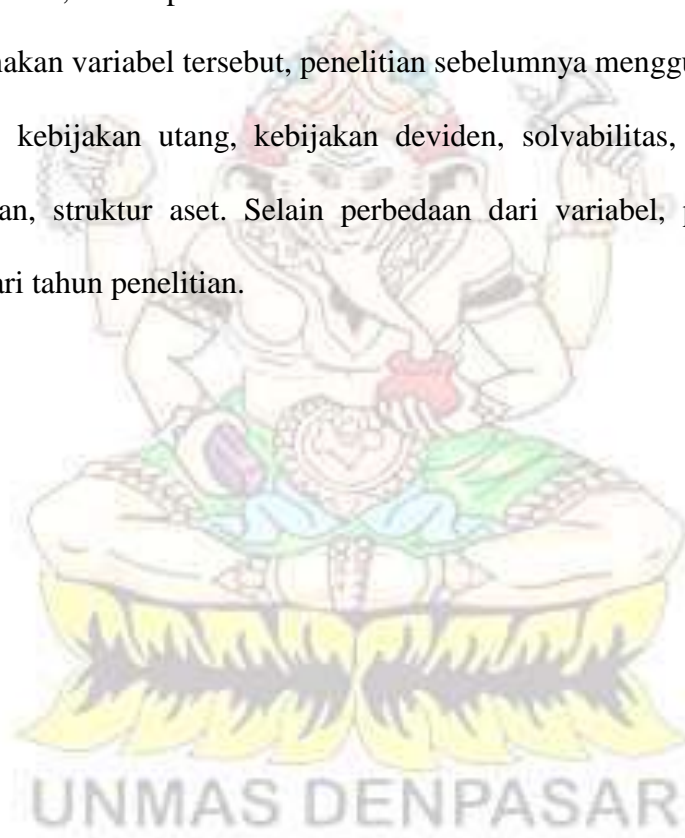 nakan variabel tersebut, penelitian sebelumnya menggu
kebijakan utang, kebijakan deviden, solvabilitas,
an, struktur aset. Selain perbedaan dari variabel, p
ari tahun penelitian.
UNMAS DENPASAR